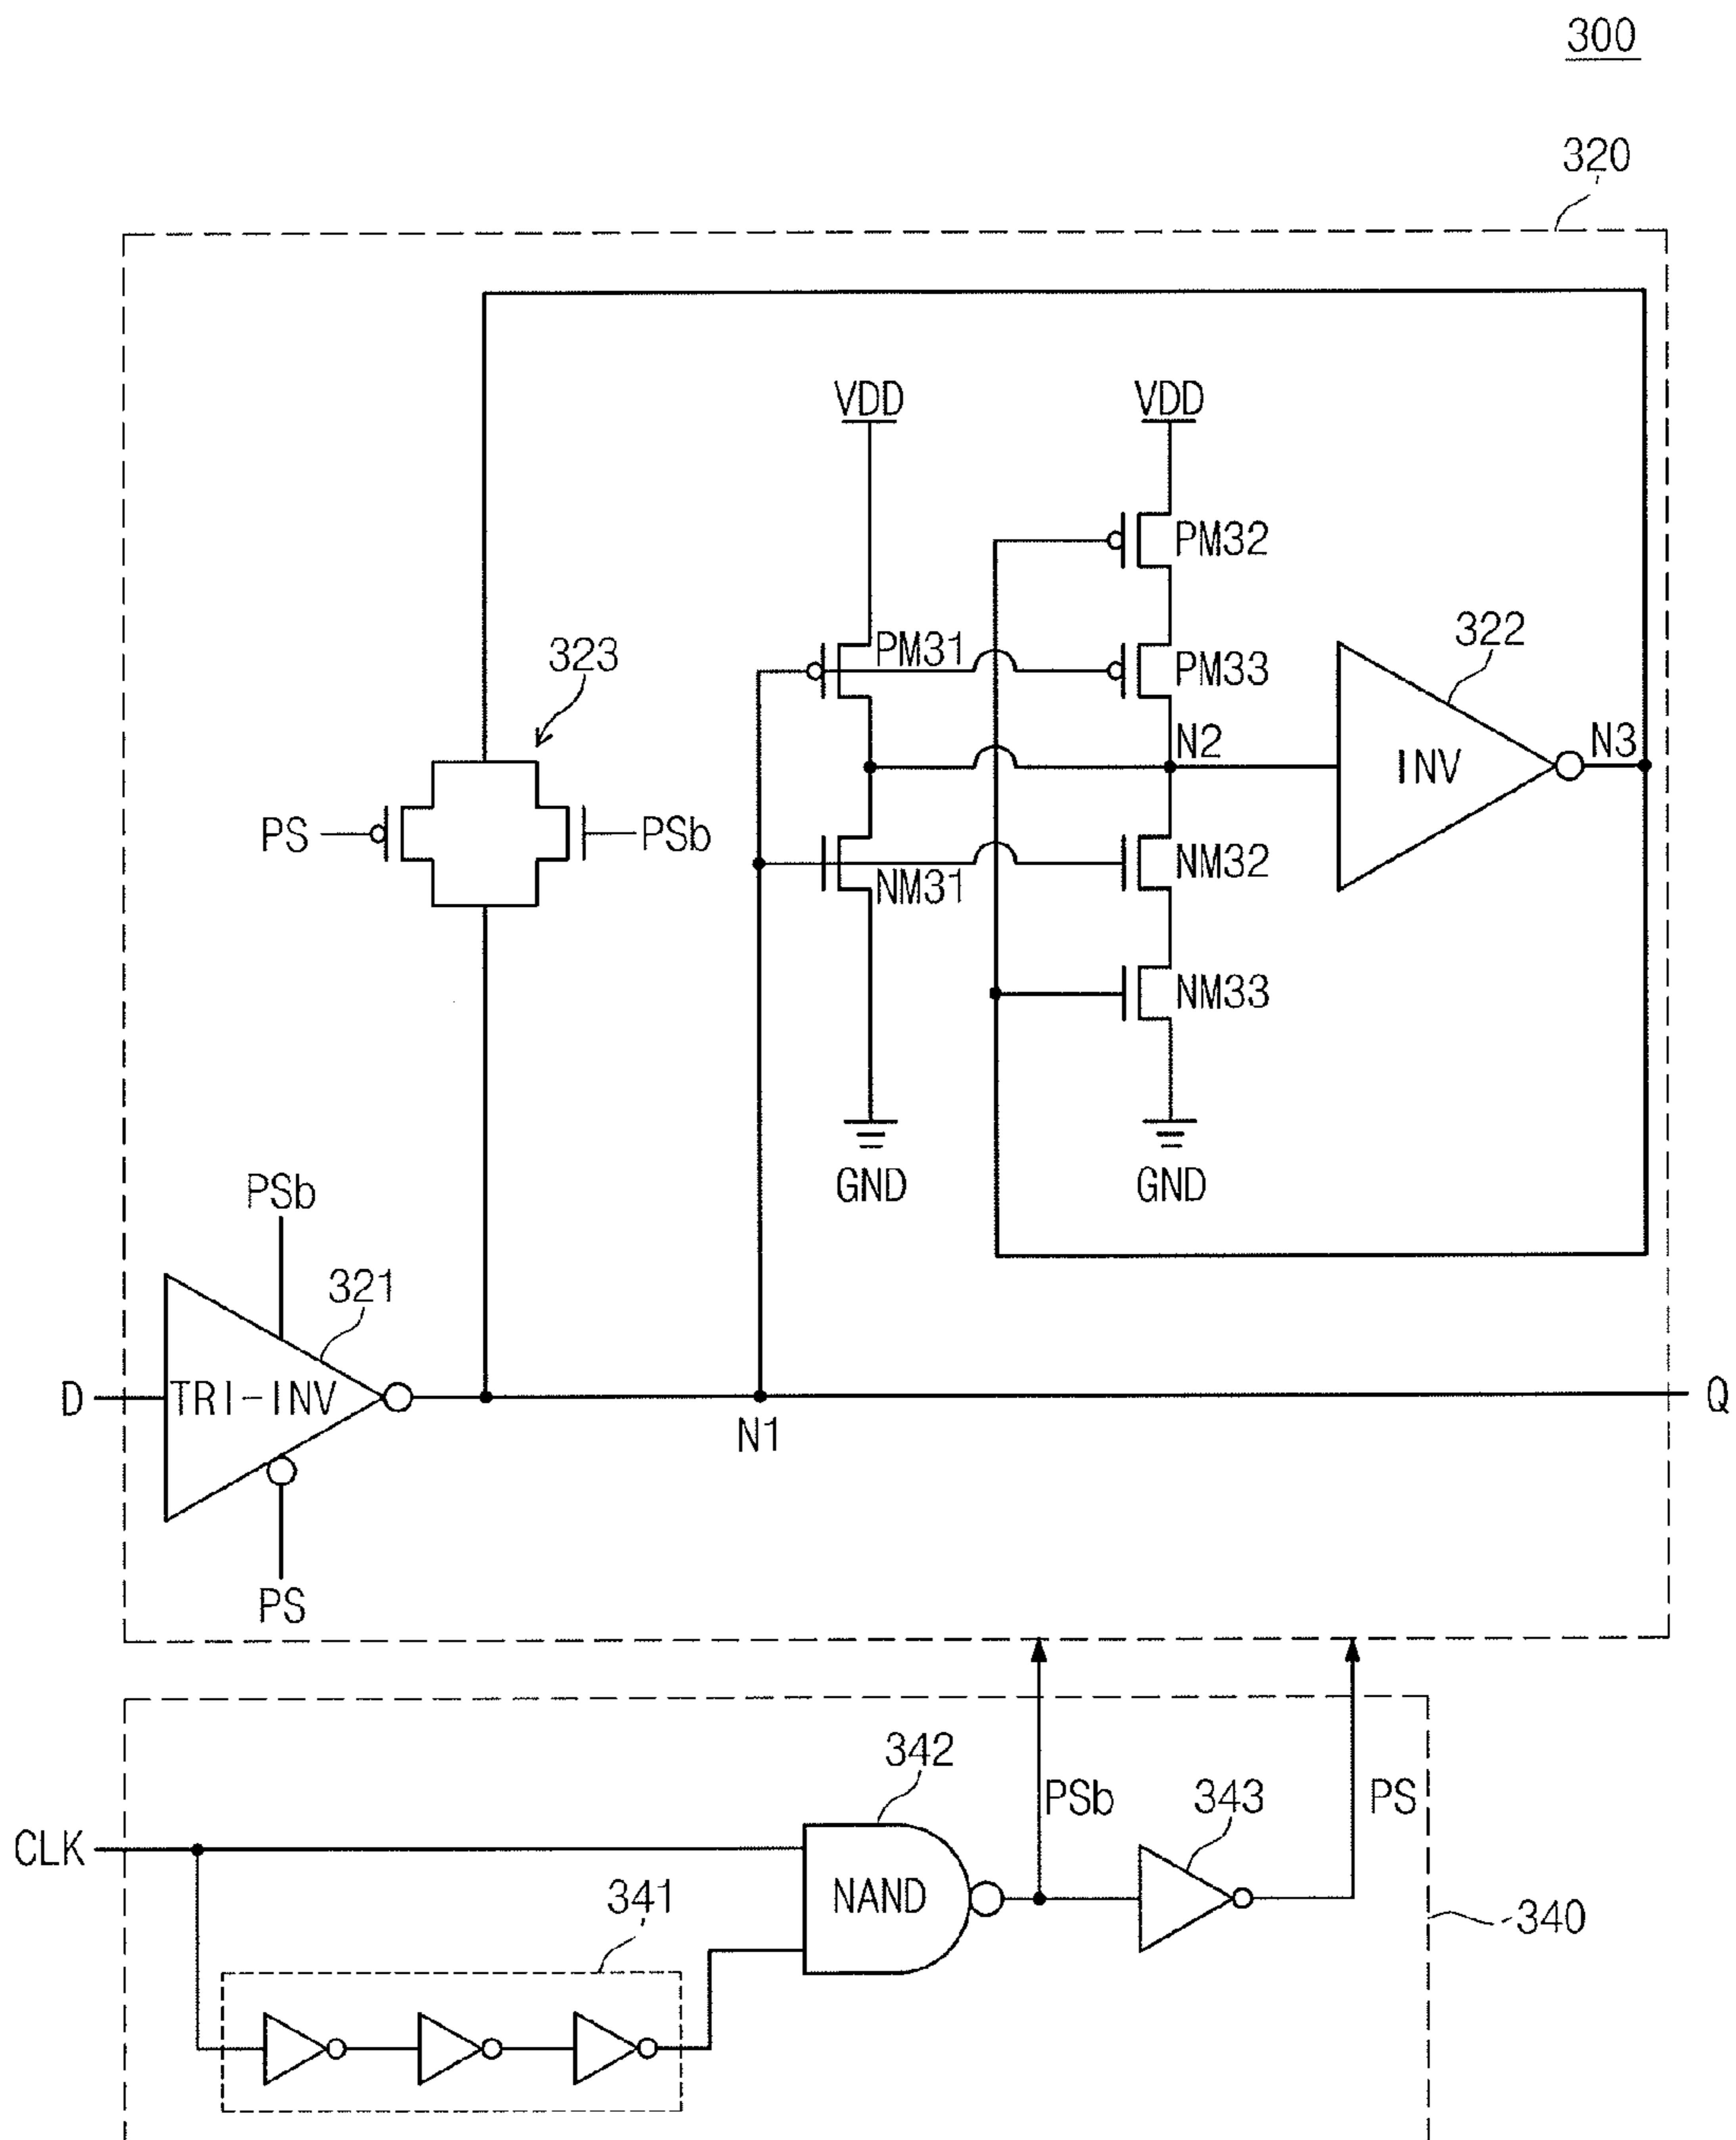 300
320
VDD VDD
PM32
322
323
PM31
PM33
N2
N3
INV
PS
PSb
NM32
NM31
NM33
PSb
GND GND
321
D
TRI-INV
Q
N1
PS
342
PSb
343
PS
CLK
341
NAND
340